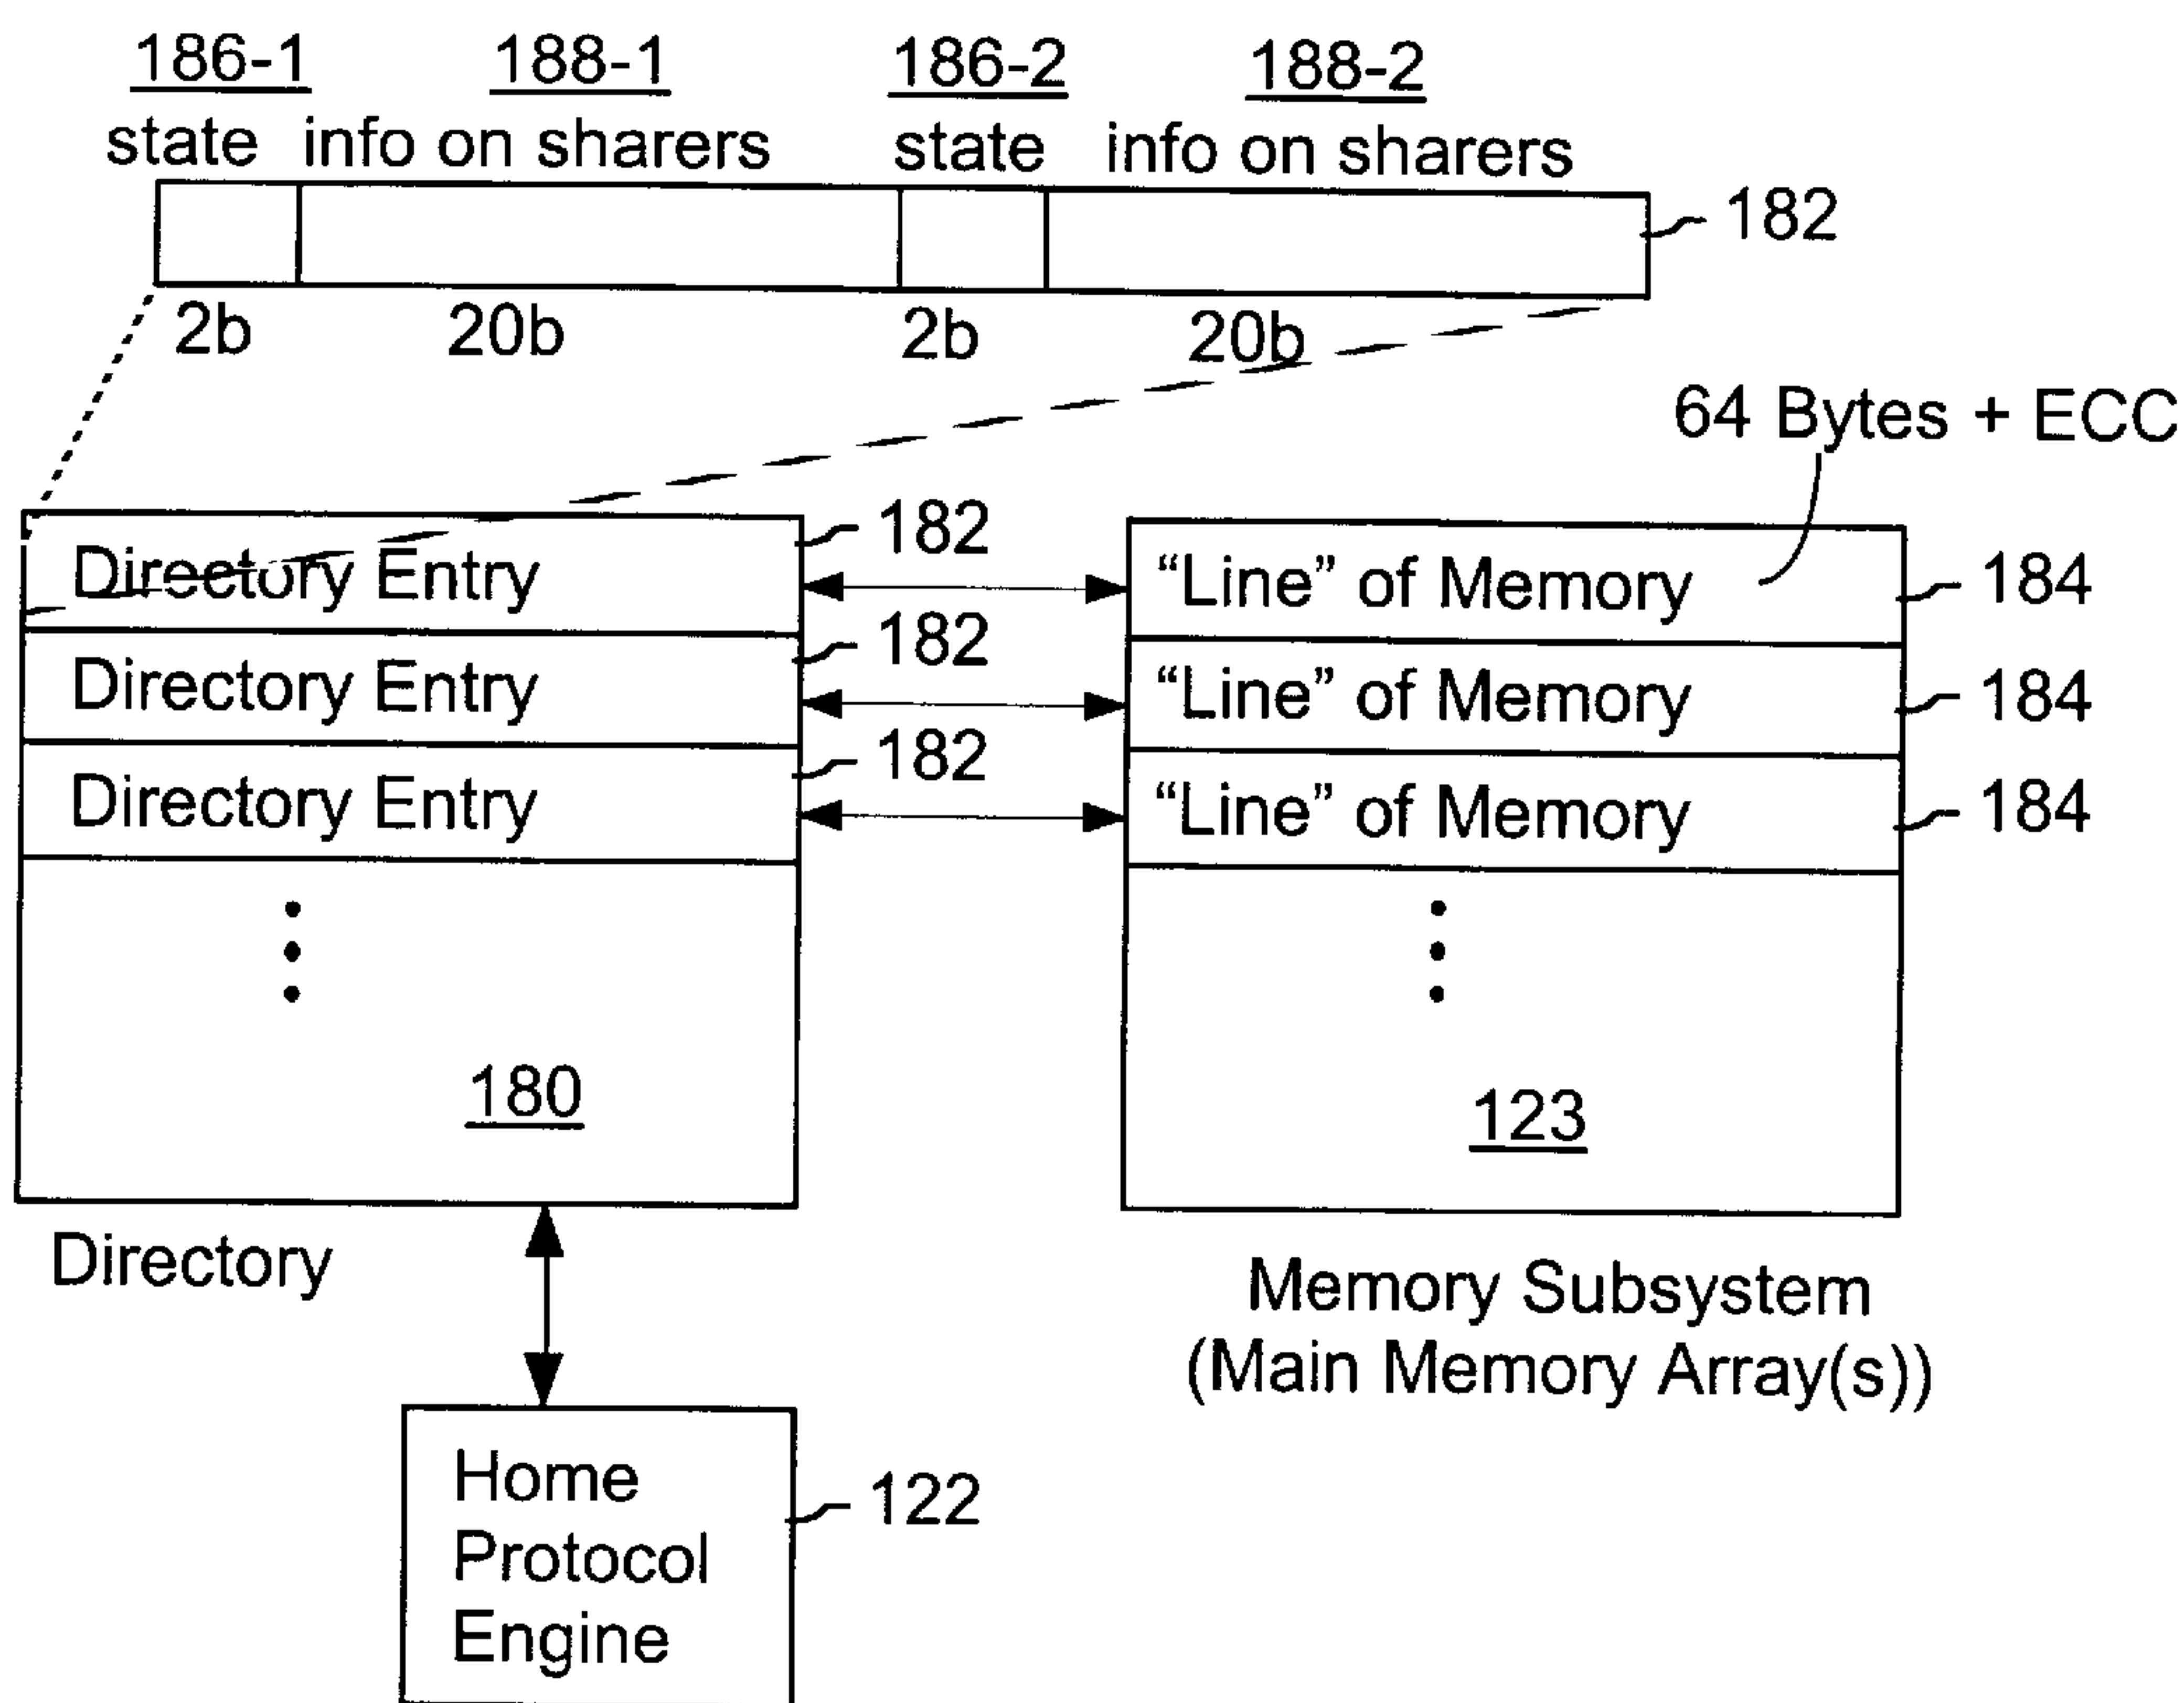 186-1 188-1 186-2 188-2
state info on sharers state info on sharers
182
2b 20b 2b 20b
64 Bytes + ECC
Directory Entry 182 “Line” of Memory 184
Directory Entry 182 “Line” of Memory 184
Directory Entry 182 “Line” of Memory 184
180 123
Directory
Memory Subsystem
(Main Memory Array(s))
Home
Protocol
Engine
122